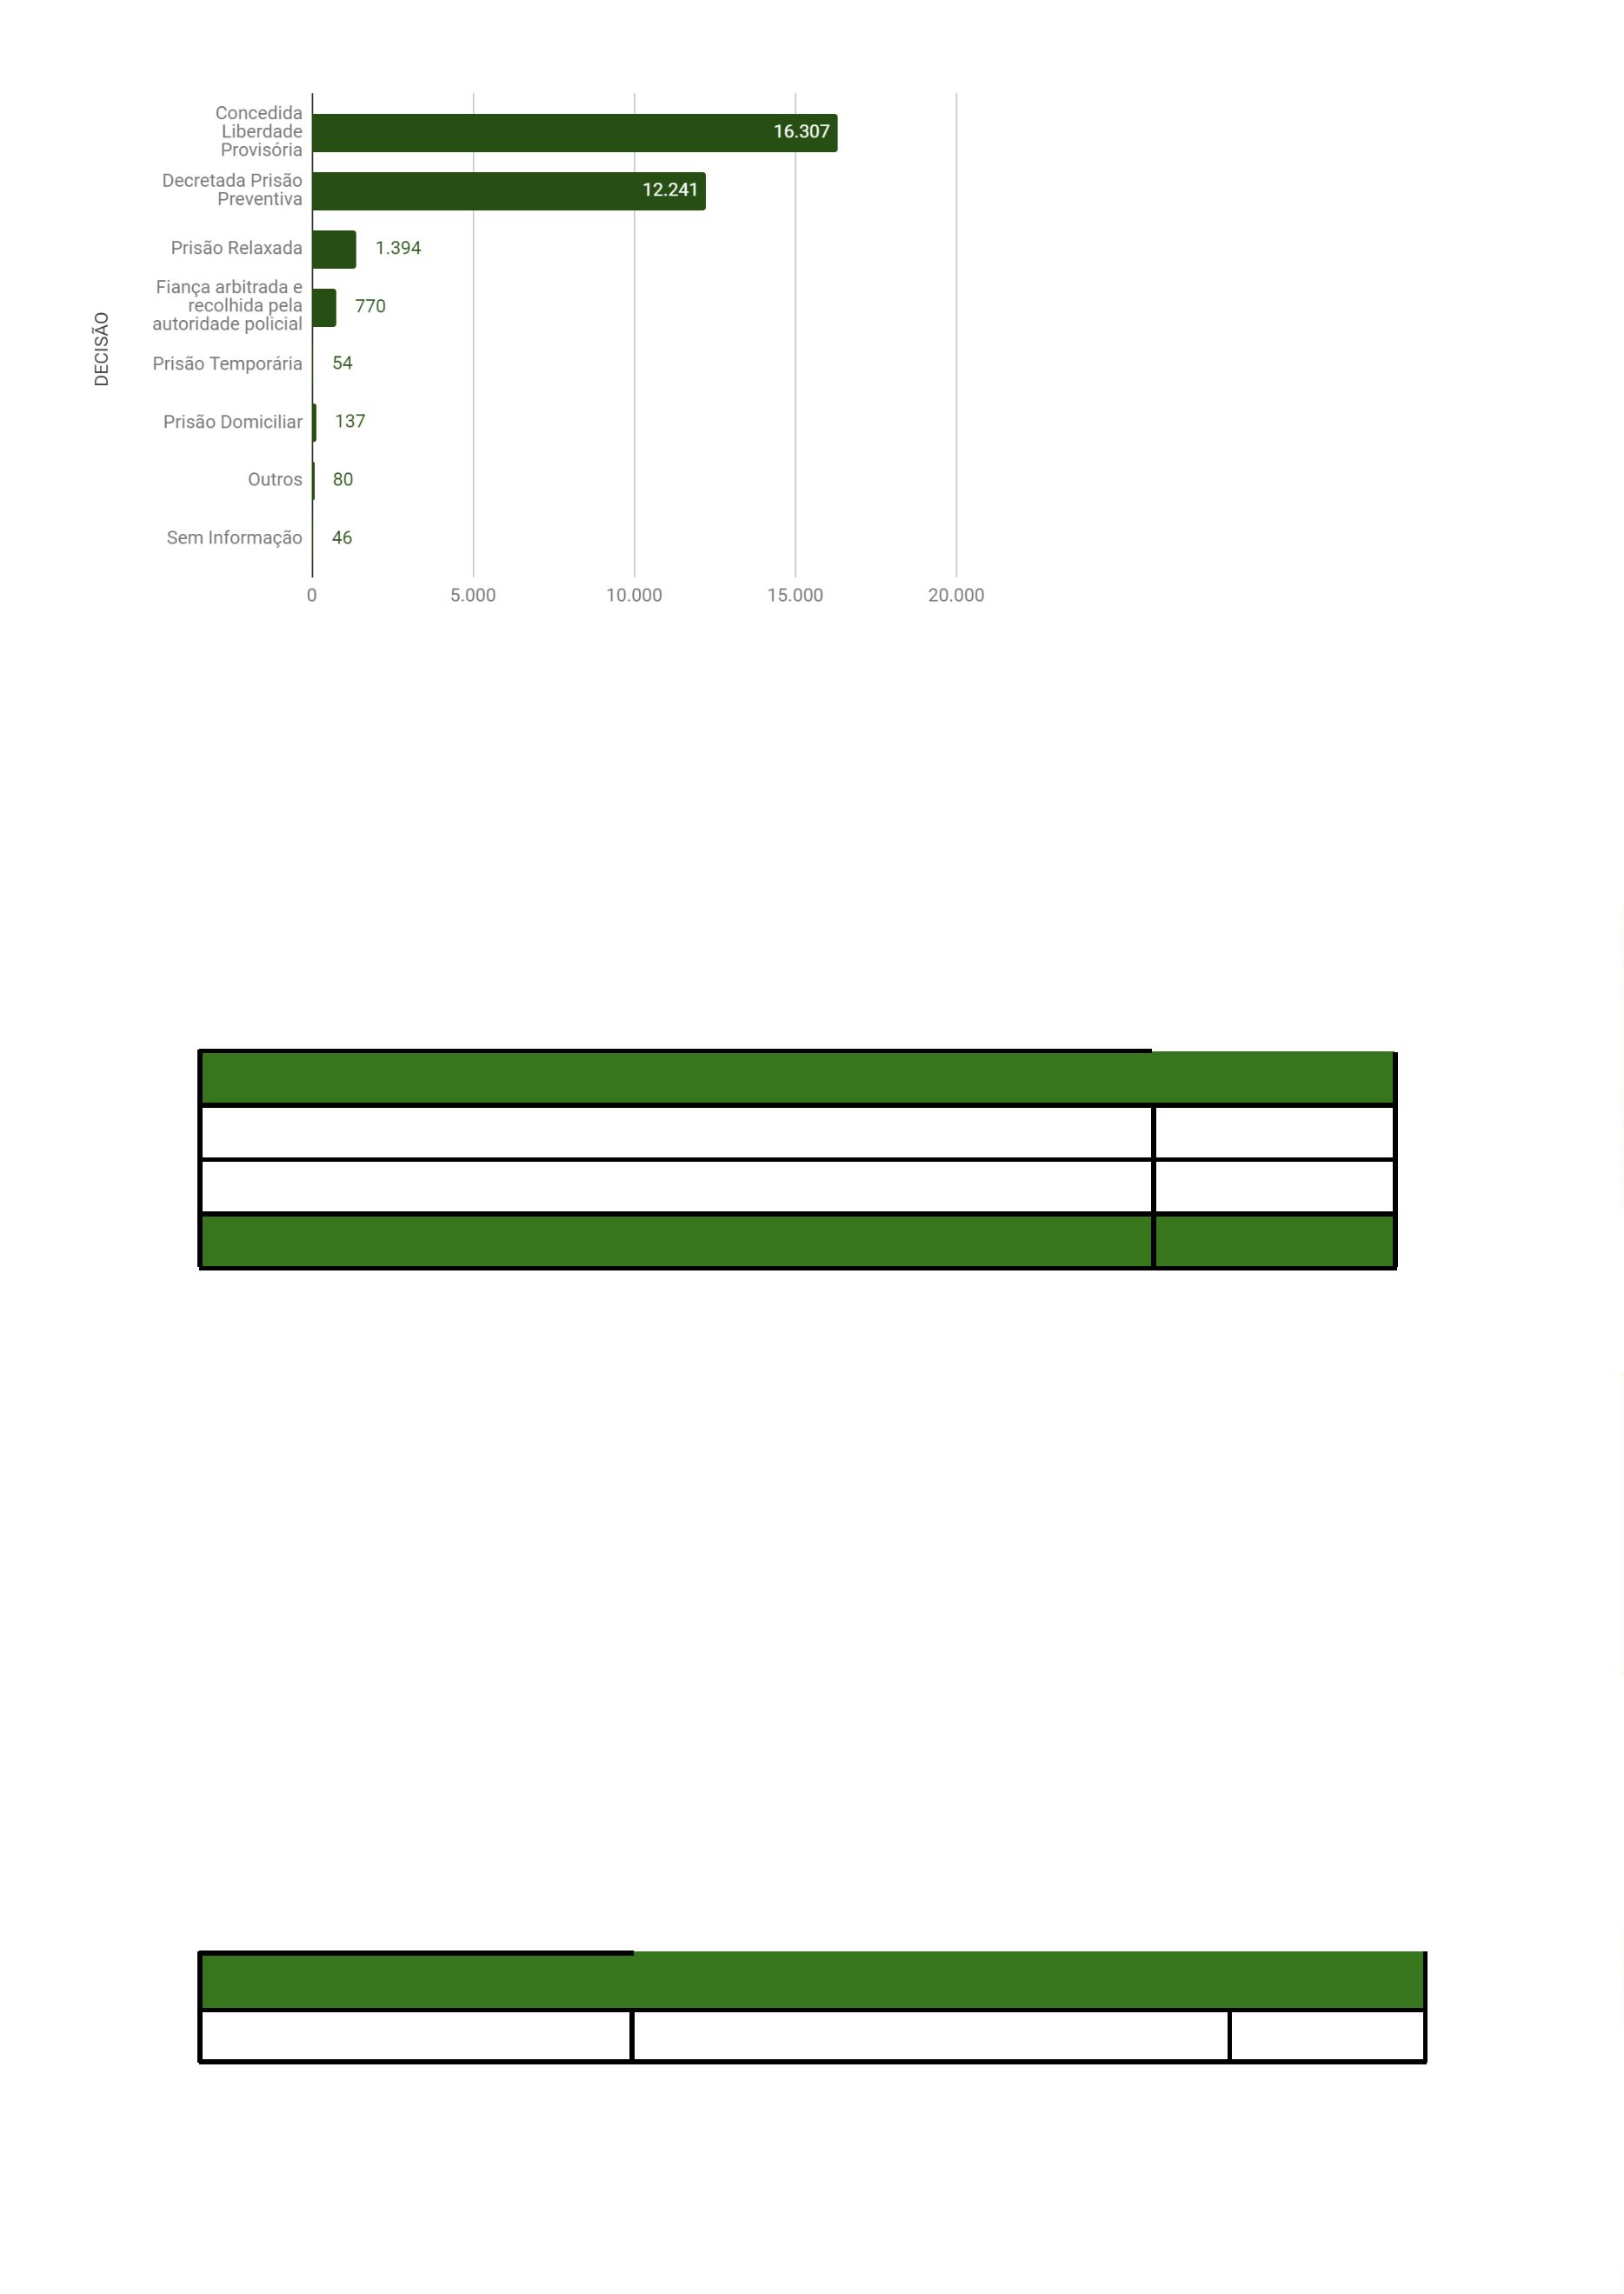 Concedida
Liberdade
Provisória
16.307
Decretada Prisão
Preventiva
12.241
Prisão Relaxada
1.394
Fiança arbitrada e
recolhida pela
autoridade policial
770
DECISÃO
Prisão Temporária
54
Prisão Domiciliar
137
Outros
80
Sem Informação
46
0 5.000 10.000 15.000 20.000